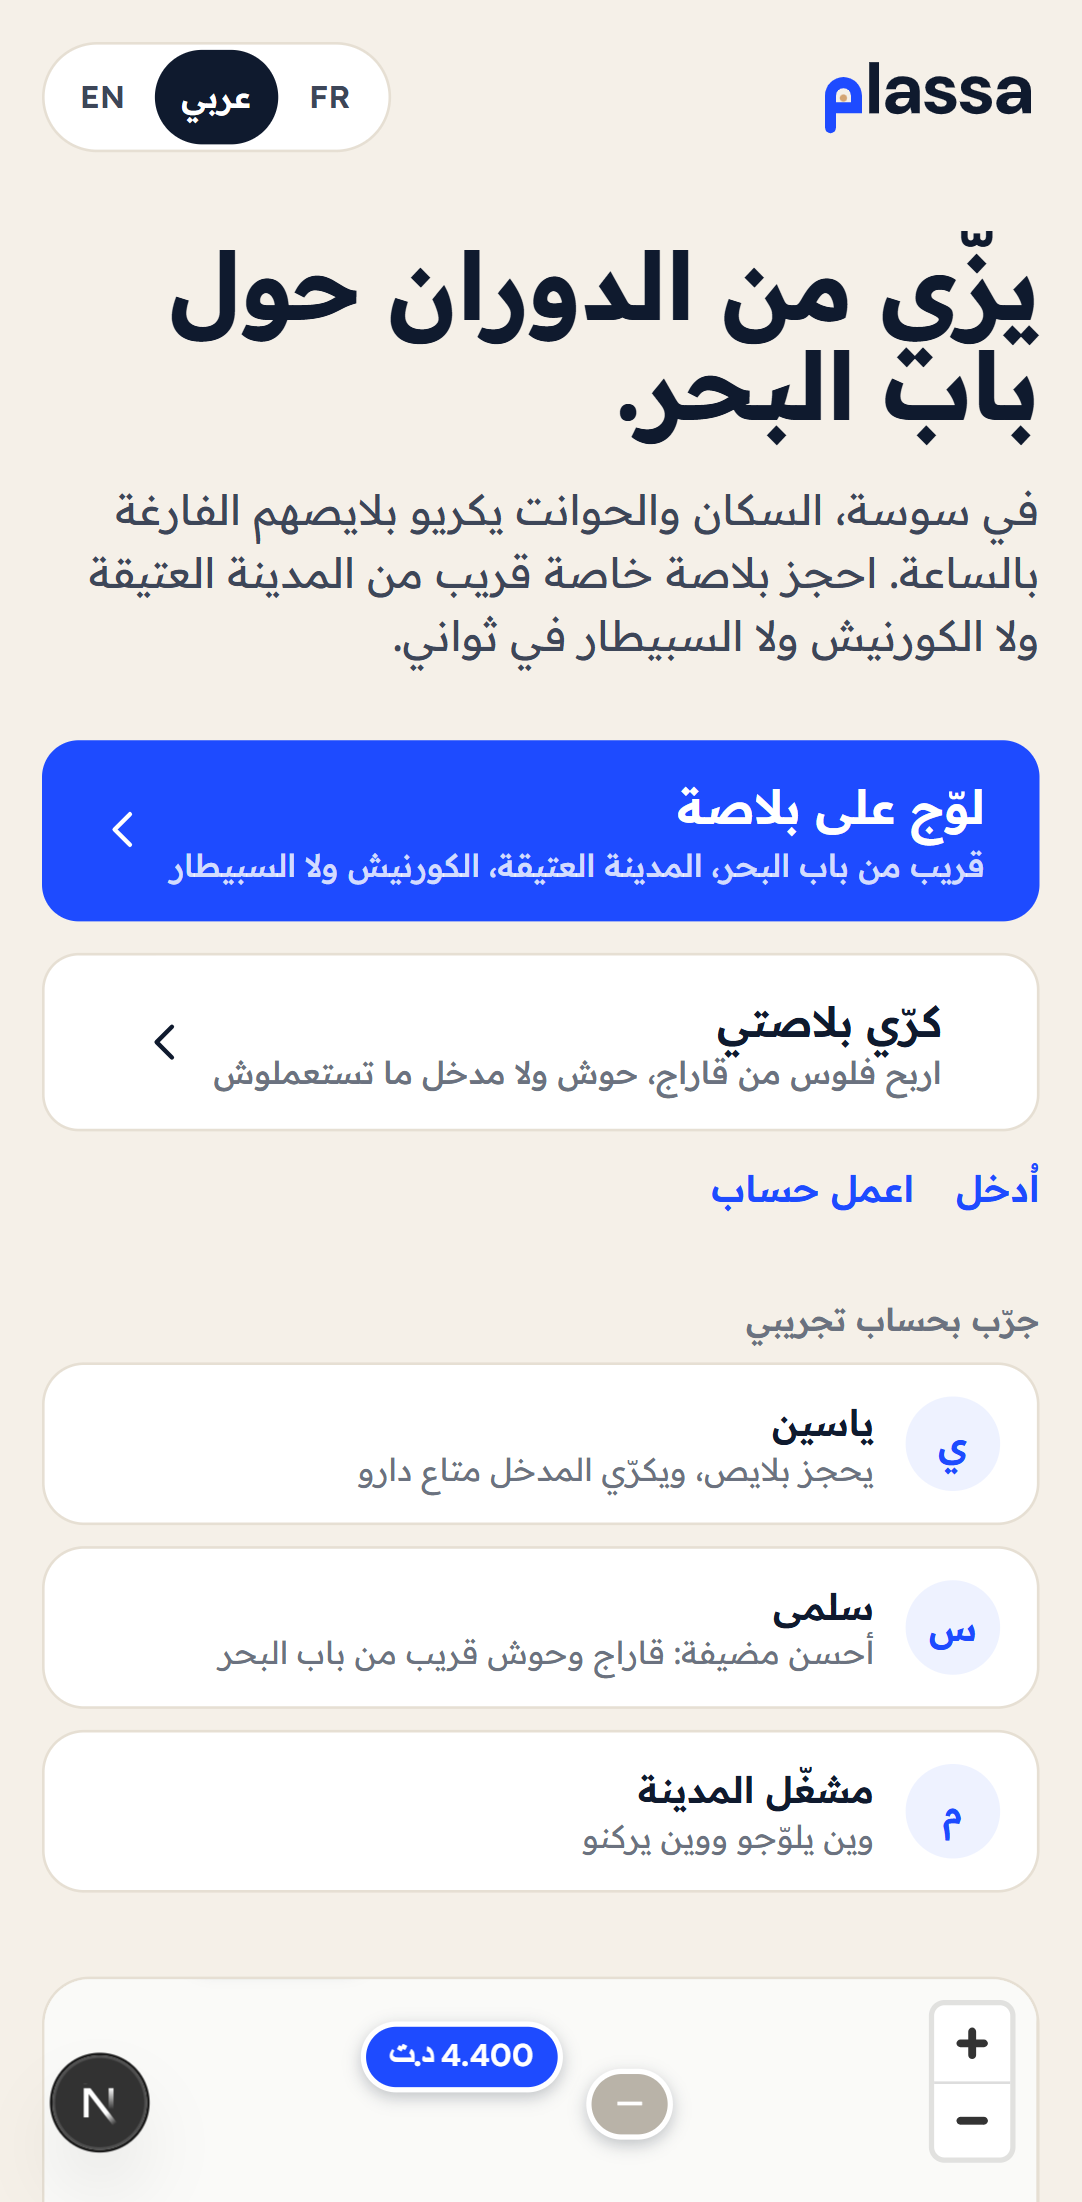 plassa
EN عربي FR
يزّي من الدوران حول
باب البحر.
في سوسة، السكان والحوانت يكريو بلايصهم الفارغة
بالساعة. احجز بلاصة خاصة قريب من المدينة العتيقة
ولا الكورنيش ولا السبيطار في ثواني.
لوّج على بلاصة
قريب من باب البحر، المدينة العتيقة، الكورنيش ولا السبيطار
كرّي بلاصتي
اربح فلوس من قاراج، حوش ولا مدخل ما تستعملوش
اُدخل اعمل حساب
جرّب بحساب تجريبي
ي
ياسين
يحجز بلايص، ويكرّي المدخل متاع دارو
س
سلمى
أحسن مضيفة: قاراج وحوش قريب من باب البحر
م
مشغّل المدينة
وين يلوّجو ووين يركنو
4.400 د.ت
–
+
−
N